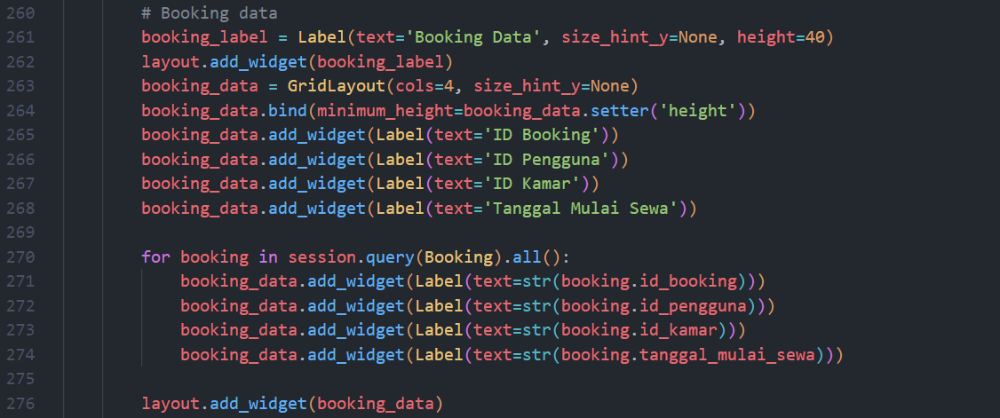 260 # Booking data
261 booking_label = Label(text='Booking Data', size_hint_y=None, height=40)
262 layout.add_widget(booking_label)
263 booking_data = GridLayout(cols=4, size_hint_y=None)
264 booking_data.bind(minimum_height=booking_data.setter('height'))
265 booking_data.add_widget(Label(text='ID Booking'))
266 booking_data.add_widget(Label(text='ID Pengguna'))
267 booking_data.add_widget(Label(text='ID Kamar'))
268 booking_data.add_widget(Label(text='Tanggal Mulai Sewa'))
269
270 for booking in session.query(Booking).all():
271     booking_data.add_widget(Label(text=str(booking.id_booking)))
272     booking_data.add_widget(Label(text=str(booking.id_pengguna)))
273     booking_data.add_widget(Label(text=str(booking.id_kamar)))
274     booking_data.add_widget(Label(text=str(booking.tanggal_mulai_sewa)))
275
276 layout.add_widget(booking_data)